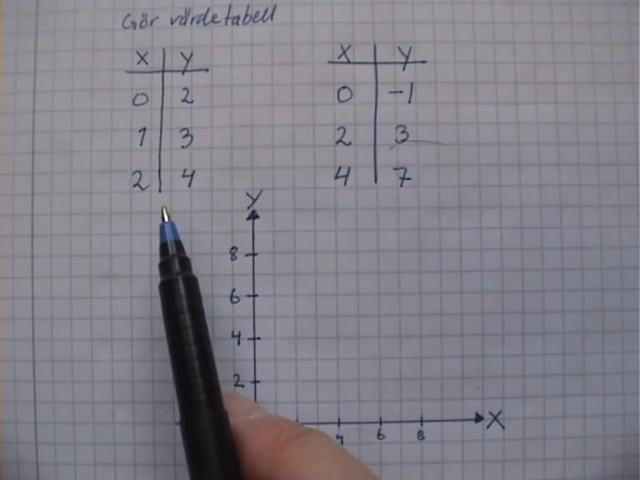 Gör värdetabell
X Y X Y
0 2 0 -1
1 3 2 3
2 4 4 7
Y
8
6
4
2
4 6 8 X